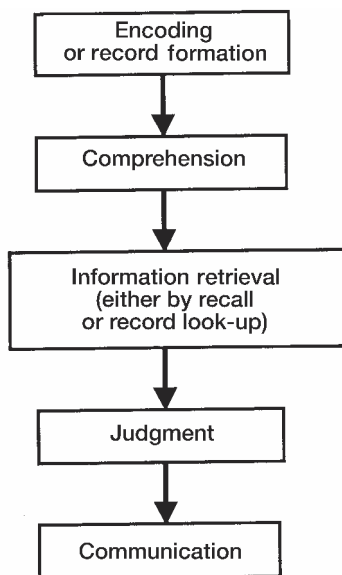 Encoding
or record formation
Comprehension
Information retrieval
(either by recall
or record look-up)
Judgment
Communication